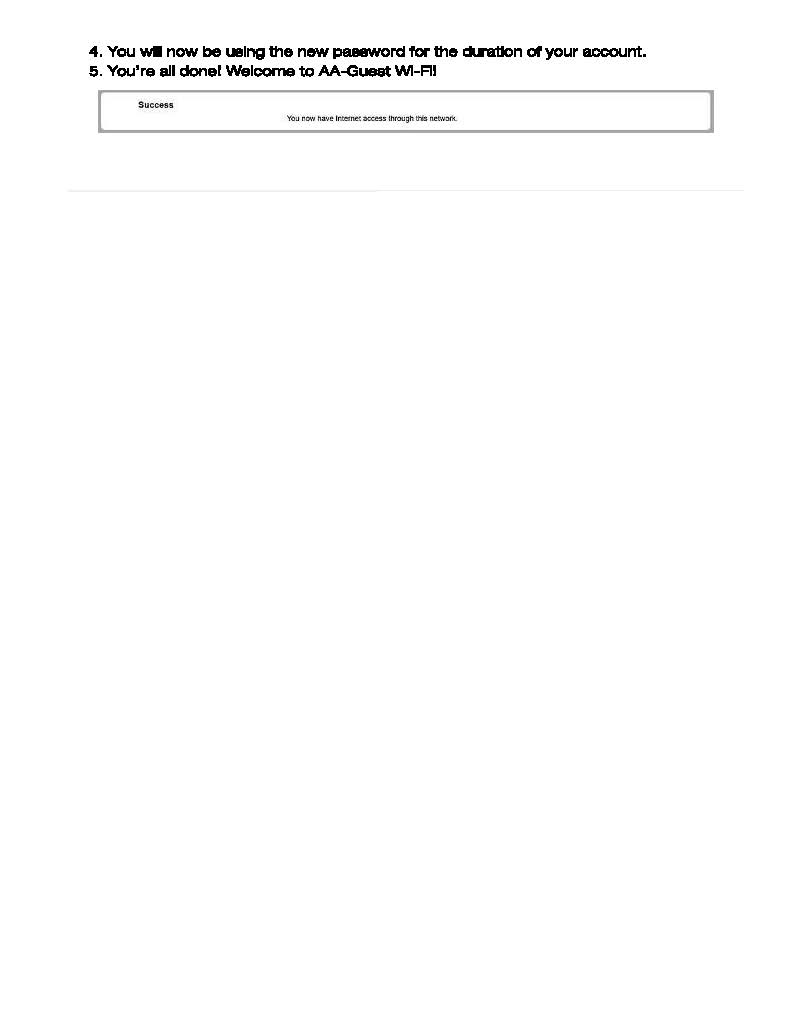 4. You will now be using the new password for the duration of your account.
5. You're all done! Welcome to AA-Guest Wi-Fi!
Success
You now have Internet access through this network.